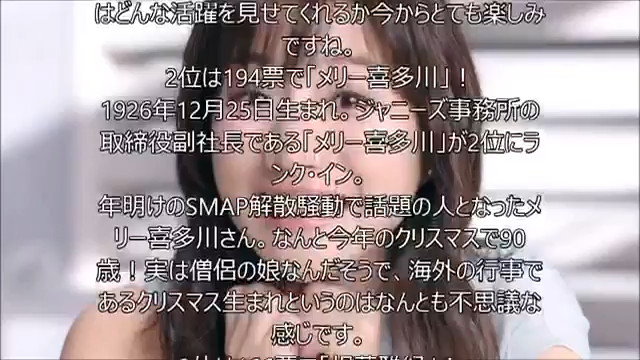 はどんな活躍を見せてくれるか今からとても楽しみ
ですね。
2位は194票で「メリー喜多川」！
1926年12月25日生まれ。ジャニーズ事務所の
取締役副社長である「メリー喜多川」が2位にラ
ンク・イン。
年明けのSMAP解散騒動で話題の人となったメ
リー喜多川さん。なんと今年のクリスマスで90
歳！実は僧侶の娘なんだそうで、海外の行事で
あるクリスマス生まれというのはなんとも不思議な
感じです。